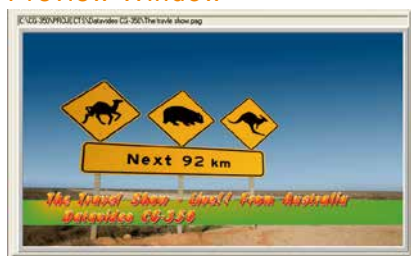 Preview Window
C:\CG-350\PROJECTS\Datavideo CG-350\The travle show.pag
Next 92 km
The Travel Show - Live!! From Australia
Datavideo CG-350